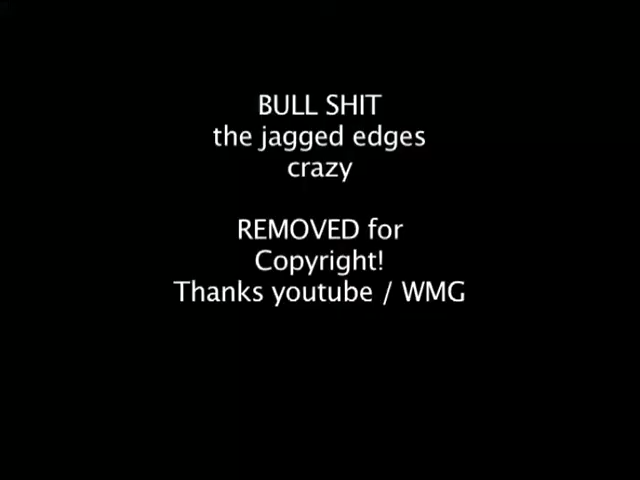 BULL SHIT
the jagged edges
crazy
REMOVED for
Copyright!
Thanks youtube / WMG